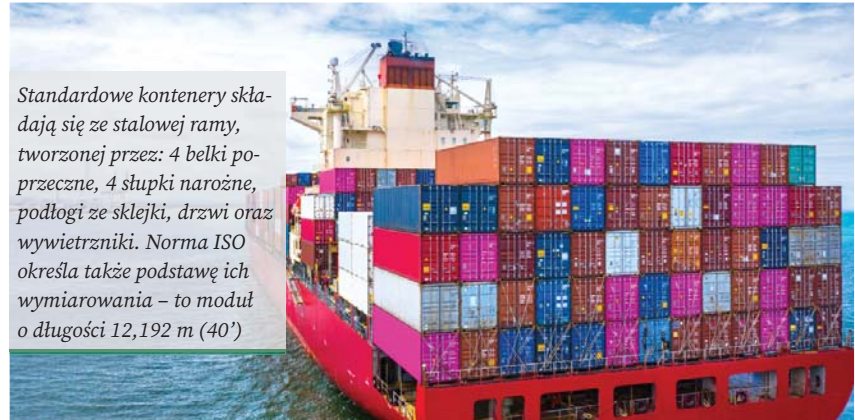 Standardowe kontenery skła-
dają się ze stalowej ramy,
tworzonej przez: 4 belki po-
przeczne, 4 słupki narożne,
podłogi ze sklejki, drzwi oraz
wywietrzniki. Norma ISO
określa także podstawę ich
wymiarowania – to moduł
o długości 12,192 m (40’)